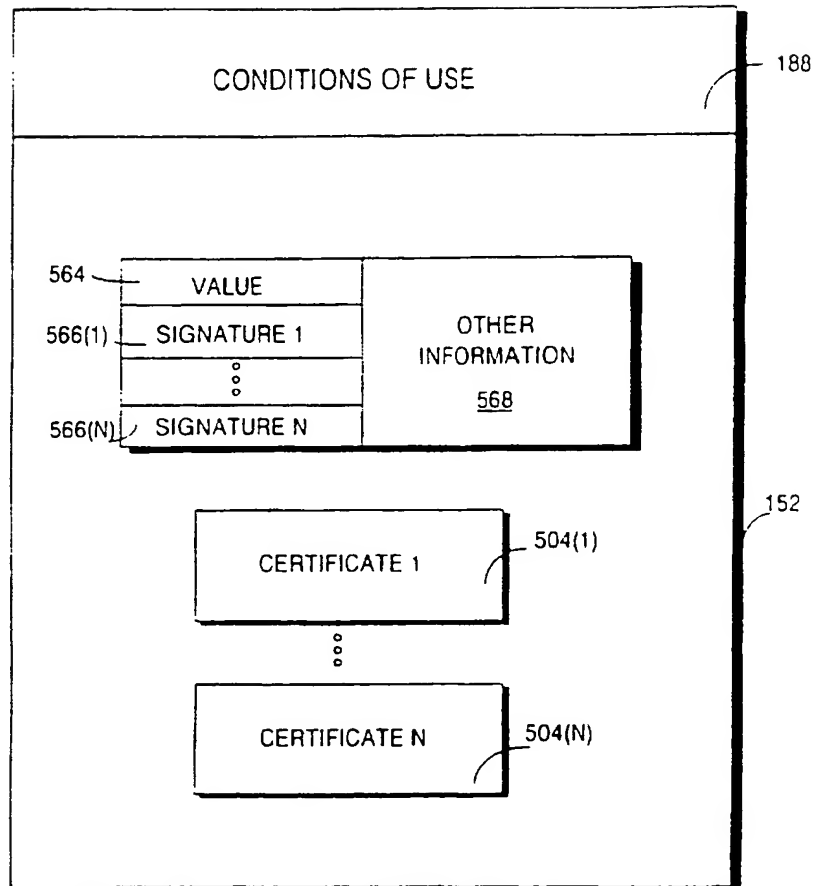 CONDITIONS OF USE
188
564
VALUE
566(1)
SIGNATURE 1
566(N)
SIGNATURE N
OTHER
INFORMATION
568
152
CERTIFICATE 1
504(1)
CERTIFICATE N
504(N)